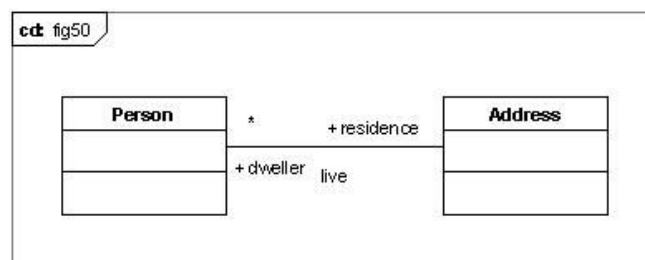 cd: fig50
Person
* + residence
Address
+ dweller
live